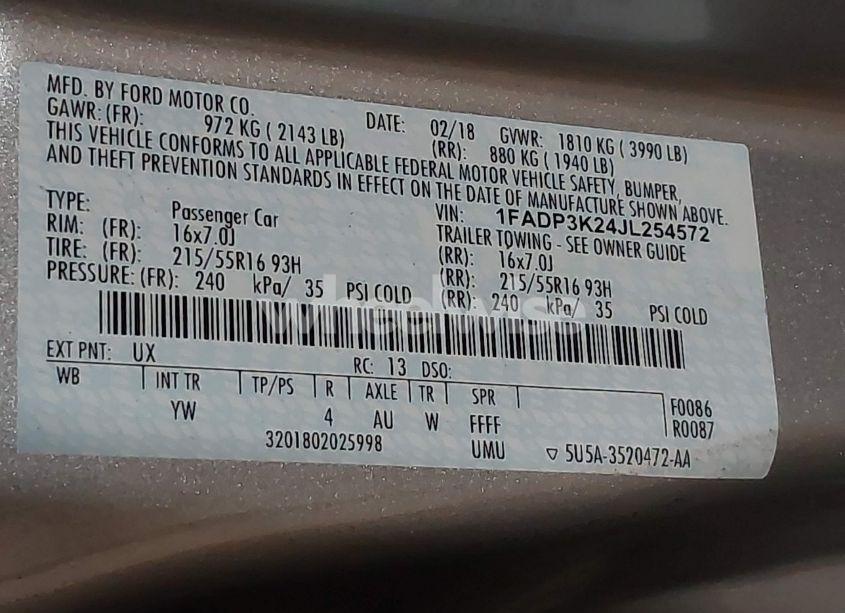 MFD. BY FORD MOTOR CO.
DATE: 02/18 GVWR: 1810 KG ( 3990 LB)
GAWR: (FR): 972 KG ( 2143 LB) (RR): 880 KG ( 1940 LB)
THIS VEHICLE CONFORMS TO ALL APPLICABLE FEDERAL MOTOR VEHICLE SAFETY, BUMPER,
AND THEFT PREVENTION STANDARDS IN EFFECT ON THE DATE OF MANUFACTURE SHOWN ABOVE.
TYPE: Passenger Car VIN: 1FADP3K24JL254572
TRAILER TOWING - SEE OWNER GUIDE
RIM: (FR): 16x7.0J (RR): 16x7.0J
TIRE: (FR): 215/55R16 93H (RR): 215/55R16 93H
PRESSURE: (FR): 240 kPa/ 35 PSI COLD (RR): 240 kPa/ 35 PSI COLD
EXT PNT: UX RC: 13 DSO:
WB INT TR TP/PS R AXLE TR SPR F0086
YW 4 AU W FFFF R0087
3201802025998 UMU ▽ 5U5A-3520472-AA